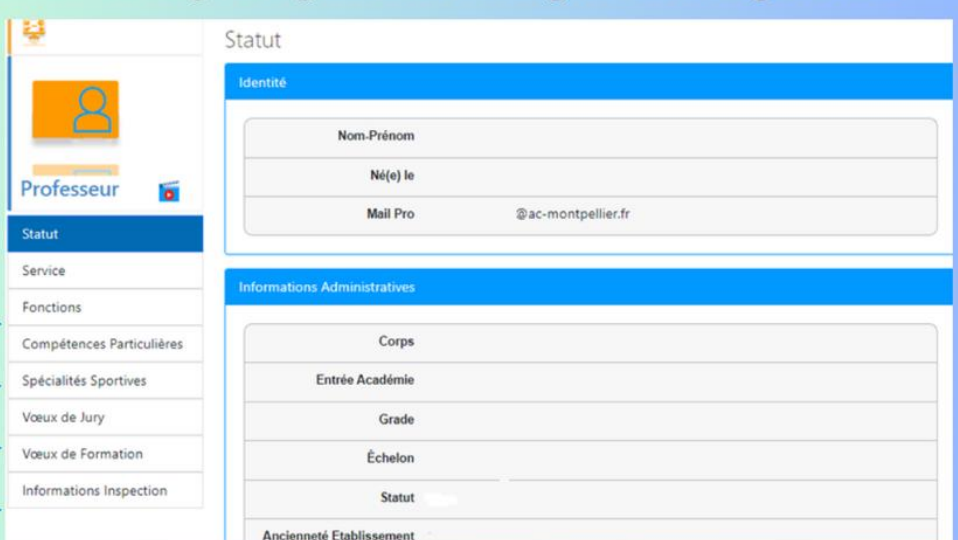 Statut
Identité
Nom-Prénom
Né(e) le
Mail Pro @ac-montpellier.fr
Professeur
Statut
Service
Fonctions
Compétences Particulières
Spécialités Sportives
Vœux de Jury
Vœux de Formation
Informations Inspection
Informations Administratives
Corps
Entrée Académie
Grade
Échelon
Statut
Ancienneté Etablissement